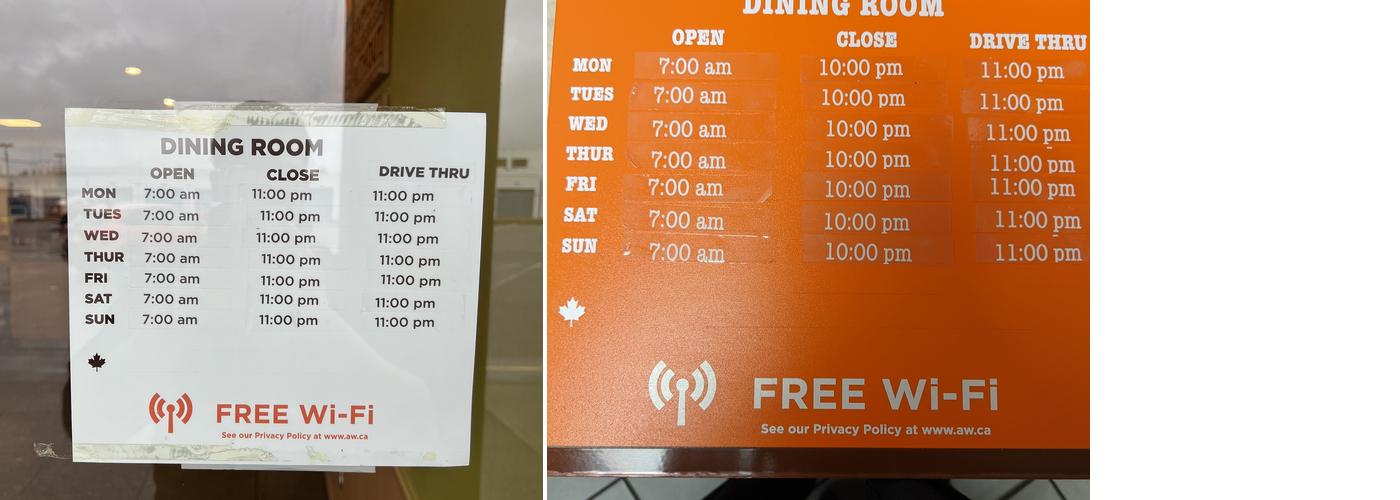 DINING ROOM
OPEN CLOSE DRIVE THRU
MON 7:00 am 11:00 pm 11:00 pm
TUES 7:00 am 11:00 pm 11:00 pm
WED 7:00 am 11:00 pm 11:00 pm
THUR 7:00 am 11:00 pm 11:00 pm
FRI 7:00 am 11:00 pm 11:00 pm
SAT 7:00 am 11:00 pm 11:00 pm
SUN 7:00 am 11:00 pm 11:00 pm
FREE Wi-Fi
See our Privacy Policy at www.aw.ca
DINING ROOM
OPEN CLOSE DRIVE THRU
MON 7:00 am 10:00 pm 11:00 pm
TUES 7:00 am 10:00 pm 11:00 pm
WED 7:00 am 10:00 pm 11:00 pm
THUR 7:00 am 10:00 pm 11:00 pm
FRI 7:00 am 10:00 pm 11:00 pm
SAT 7:00 am 10:00 pm 11:00 pm
SUN 7:00 am 10:00 pm 11:00 pm
FREE Wi-Fi
See our Privacy Policy at www.aw.ca